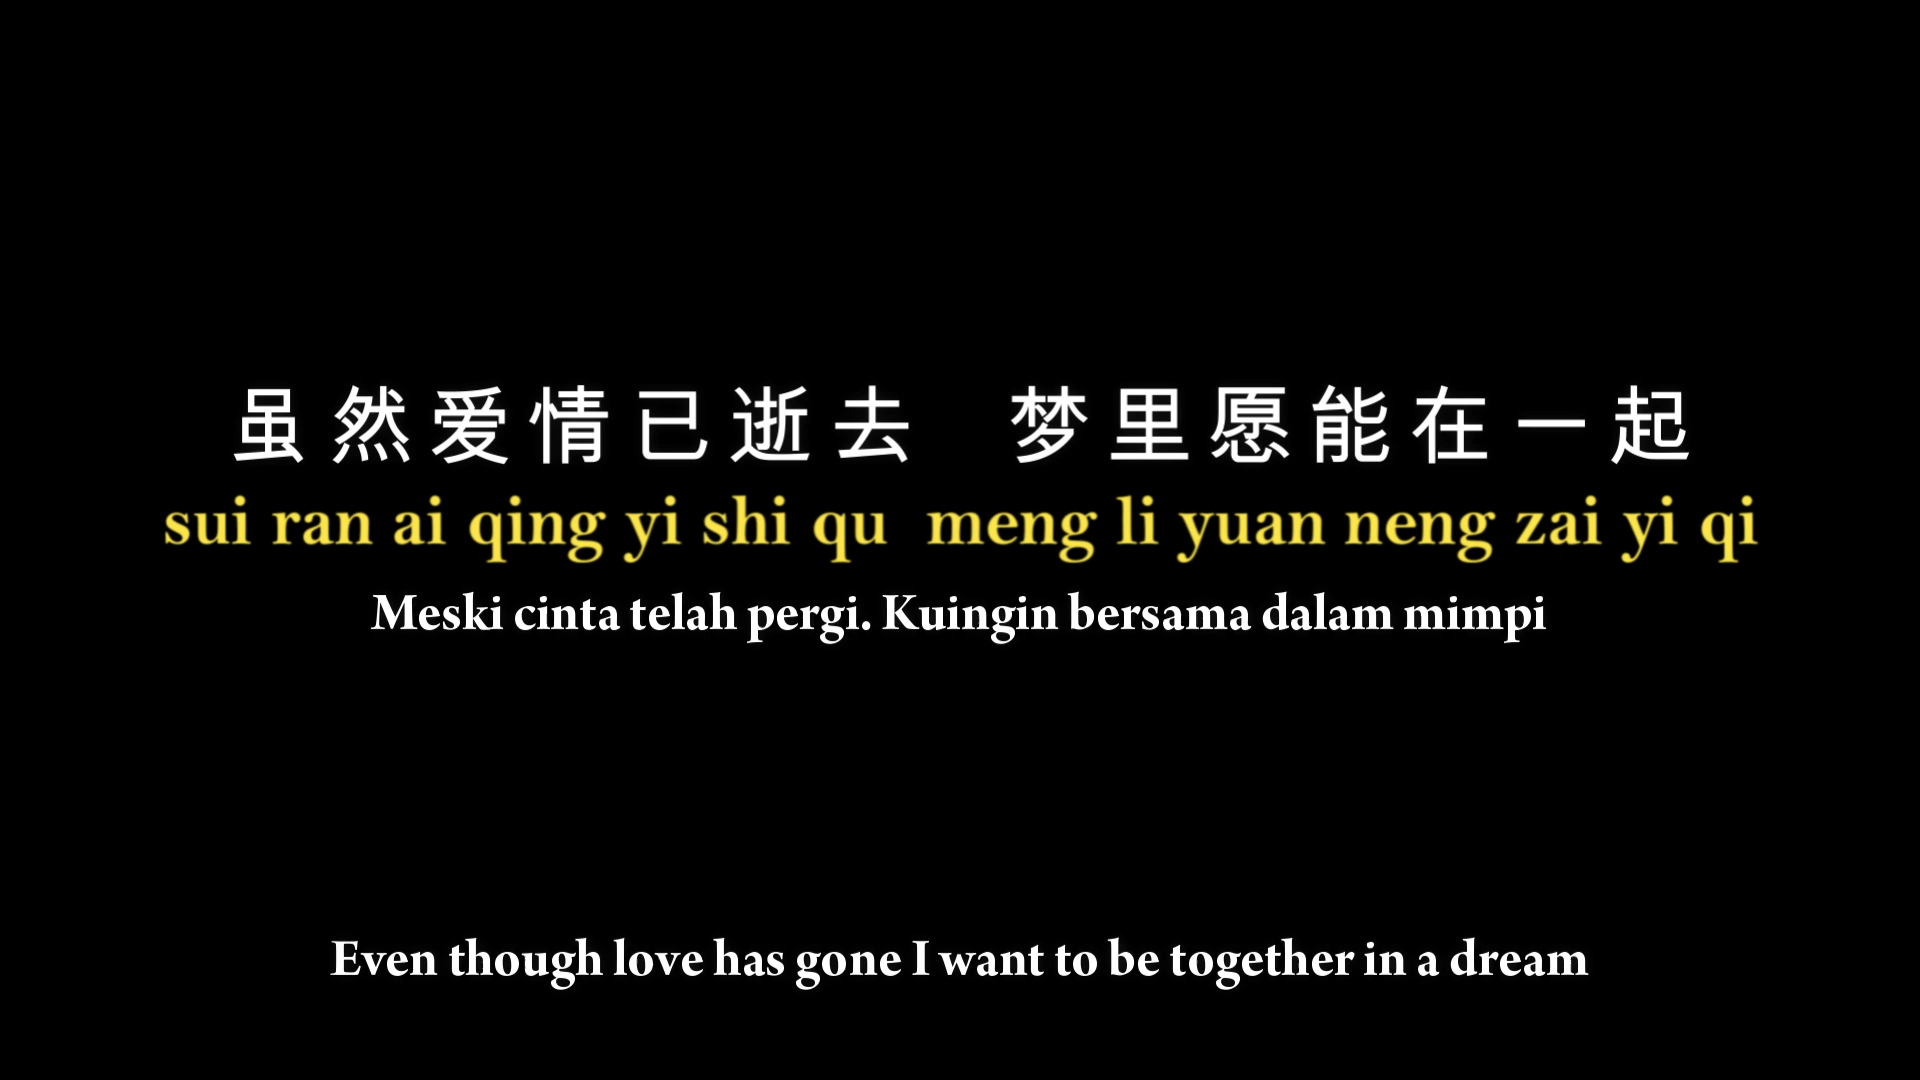 虽然爱情已逝去 梦里愿能在一起
sui ran ai qing yi shi qu meng li yuan neng zai yi qi
Meski cinta telah pergi. Kuingin bersama dalam mimpi
Even though love has gone I want to be together in a dream